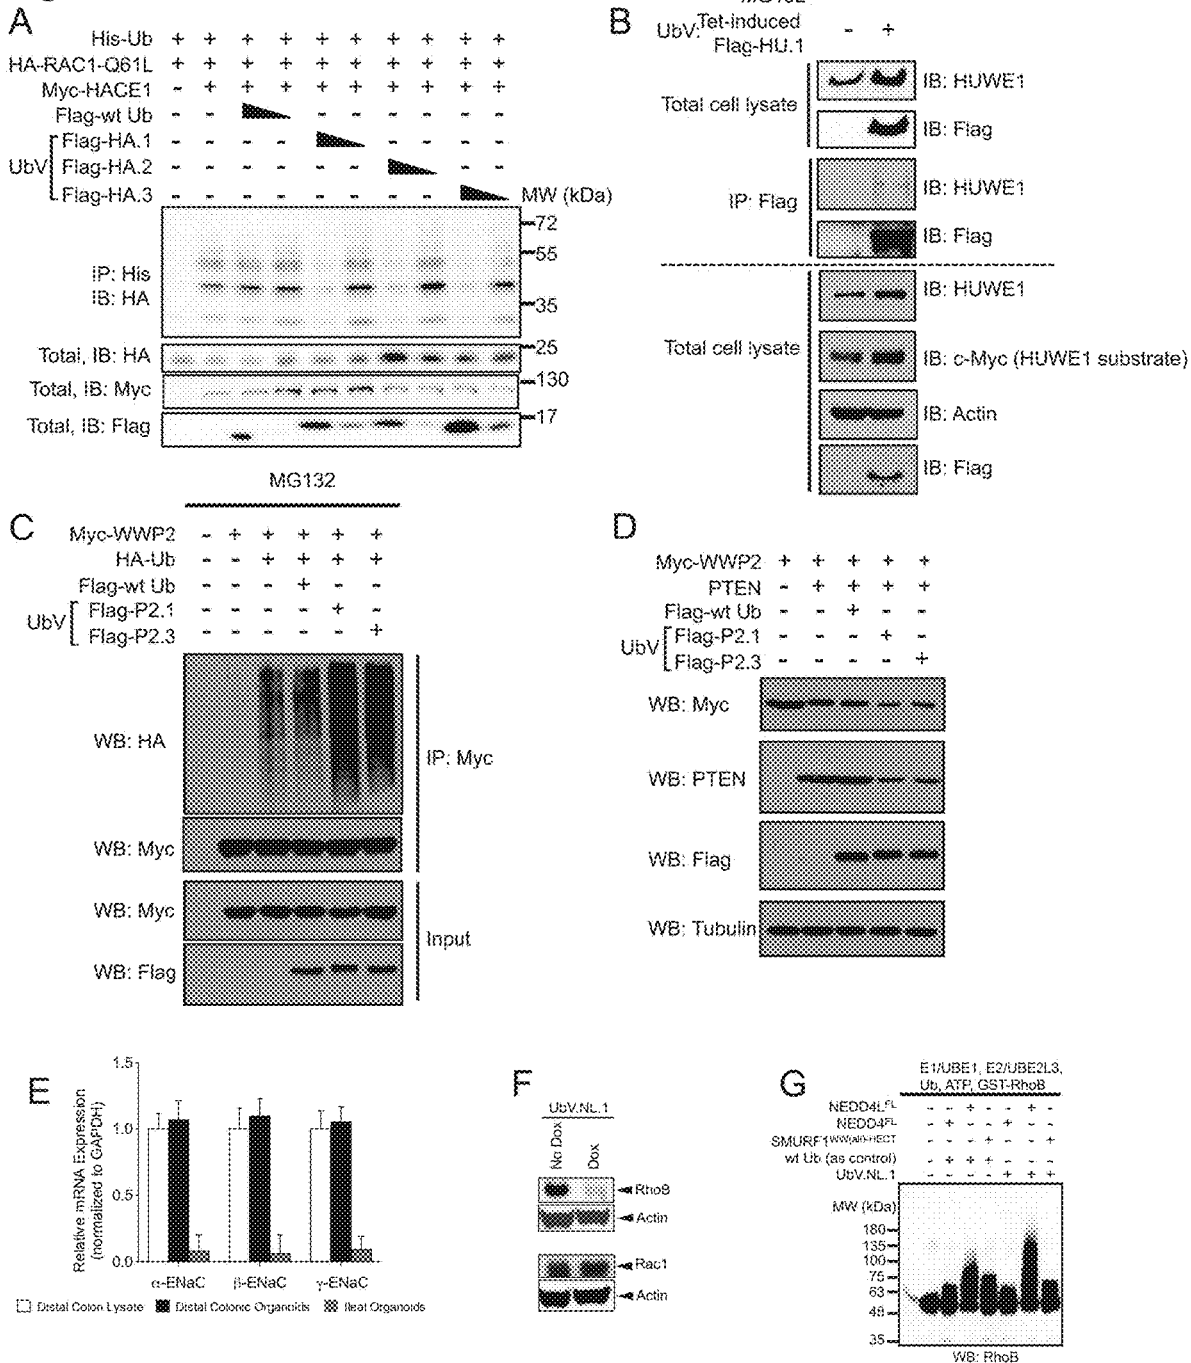 A
His-Ub + + + + + + + + + +
HA-RAC1-Q61L + + + + + + + + + +
Myc-HACE1 - + + + + + + + + +
Flag-wt Ub - - - - - - - -
UbV
Flag-HA.1 - - - - - - - -
Flag-HA.2 - - - - - - - -
Flag-HA.3 - - - - - - - -
MW (kDa)
72
55
35
IP: His
IB: HA
Total, IB: HA
25
Total, IB: Myc
130
Total, IB: Flag
17
B
UbV: Tet-induced
Flag-HU.1
- +
Total cell lysate
IB: HUWE1
IB: Flag
IP: Flag
IB: HUWE1
IB: Flag
Total cell lysate
IB: HUWE1
IB: c-Myc (HUWE1 substrate)
IB: Actin
IB: Flag
MG132
C
Myc-WWP2 - + + + + +
HA-Ub - - + + + +
Flag-wt Ub - - - + - -
UbV
Flag-P2.1 - - - - + -
Flag-P2.3 - - - - - +
WB: HA
WB: Myc
IP: Myc
WB: Myc
WB: Flag
Input
D
Myc-WWP2 + + + + +
PTEN - + + + +
Flag-wt Ub - - + - -
UbV
Flag-P2.1 - - - + -
Flag-P2.3 - - - - +
WB: Myc
WB: PTEN
WB: Flag
WB: Tubulin
E
Relative mRNA Expression
(normalized to GAPDH)
1.5
1.0
0.5
0.0
α-ENaC β-ENaC γ-ENaC
Distal Colon Lysate Distal Colonic Organoids Ileal Organoids
F
UbV.NL.1
No Dox
Dox
RhoB
Actin
Rac1
Actin
G
E1/UBE1, E2/UBE2L3,
Ub, ATP, GST-RhoB
NEDD4L^FL - - + - - + -
NEDD4^FL - + - - + - -
SMURF1^WW(all)-HECT - - - + - - +
wt Ub (as control) - + + + - - -
UbV.NL.1 - - - - + + +
MW (kDa)
180
135
100
75
63
48
35
WB: RhoB